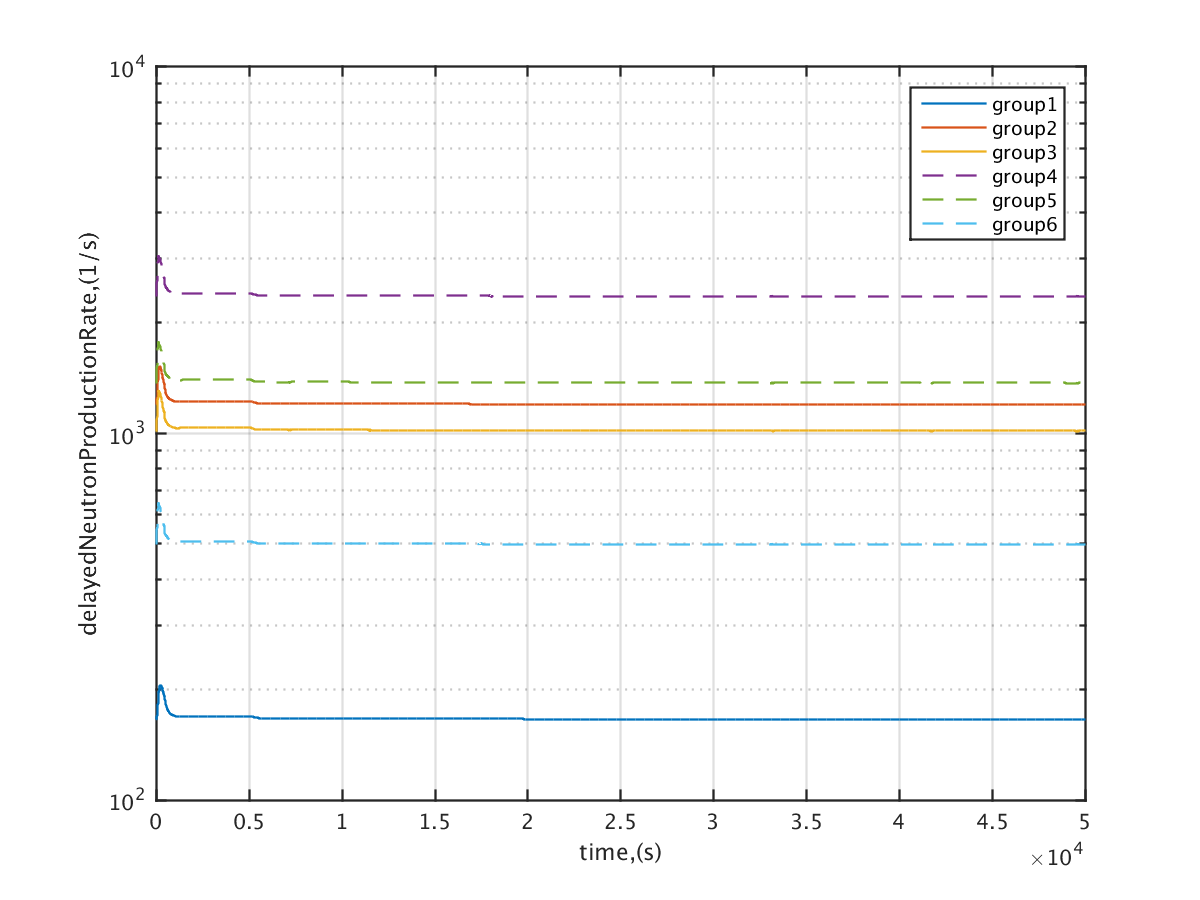 10^4
group1
group2
group3
group4
group5
group6
delayedNeutronProductionRate,(1/s)
10^3
10^2
0 0.5 1 1.5 2 2.5 3 3.5 4 4.5 5
time,(s)
×10^4